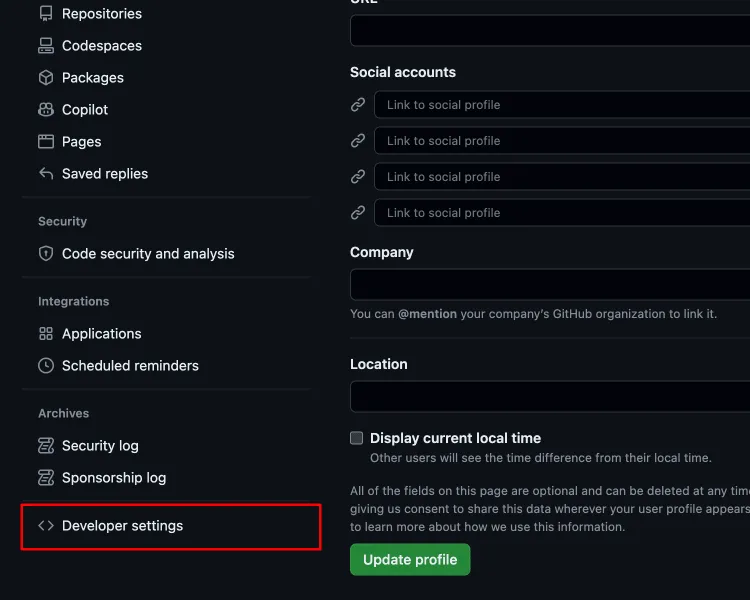 Repositories
Codespaces
Packages
Copilot
Pages
Saved replies
Security
Code security and analysis
Integrations
Applications
Scheduled reminders
Archives
Security log
Sponsorship log
Developer settings
URL
Social accounts
Link to social profile
Link to social profile
Link to social profile
Link to social profile
Company
You can @mention your company's GitHub organization to link it.
Location
Display current local time
Other users will see the time difference from their local time.
All of the fields on this page are optional and can be deleted at any time
giving us consent to share this data wherever your user profile appears
to learn more about how we use this information.
Update profile